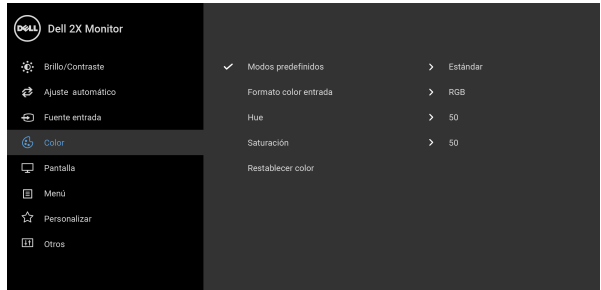 DELL Dell 2X Monitor
Brillo/Contraste
Modos predefinidos Estándar
Ajuste automático
Formato color entrada RGB
Fuente entrada
Hue 50
Color
Saturación 50
Pantalla
Restablecer color
Menú
Personalizar
Otros